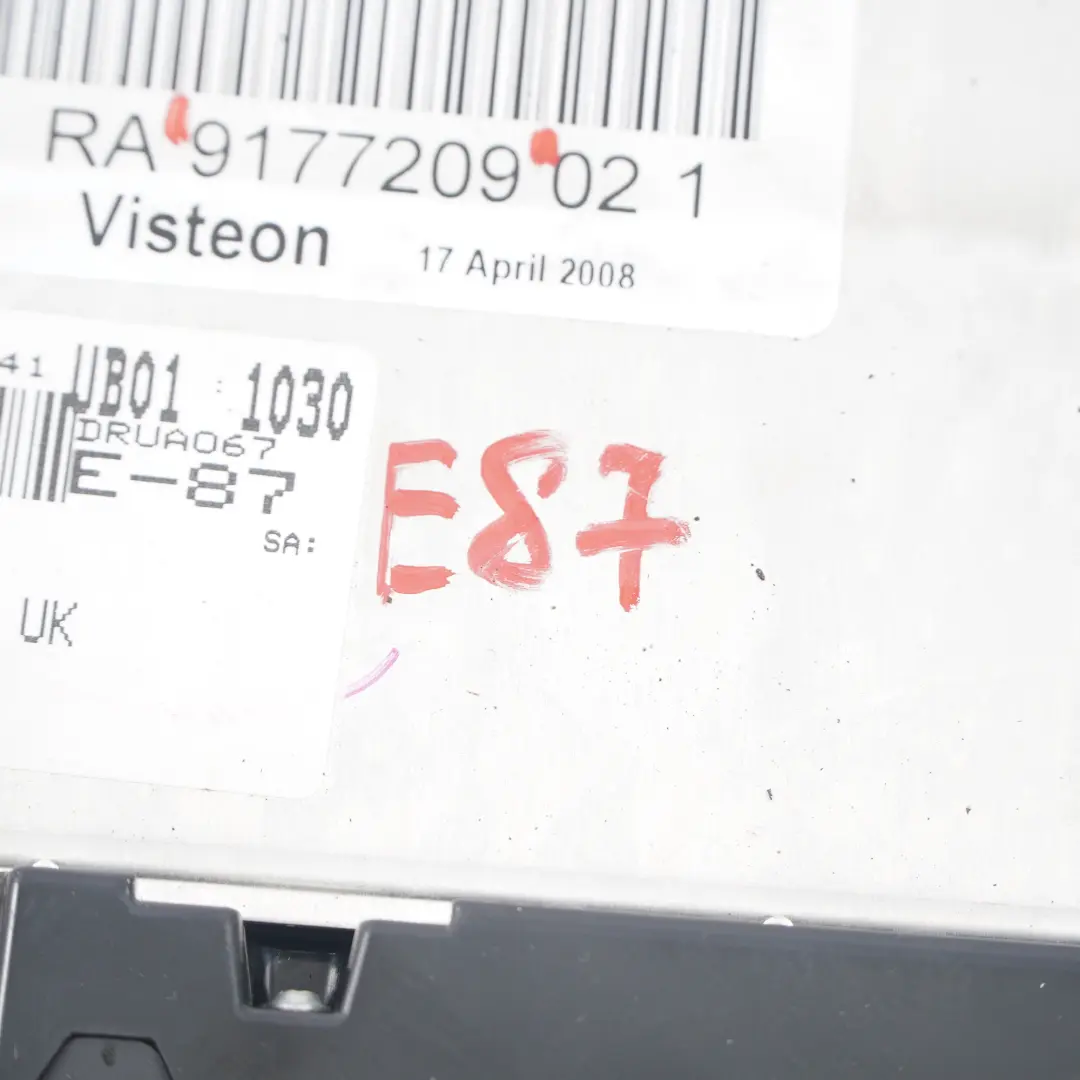 RA 9177209 02 1
Visteon 17 April 2008
41 UB01 : 1030
DRUA067
E-87
SA:
UK
E87